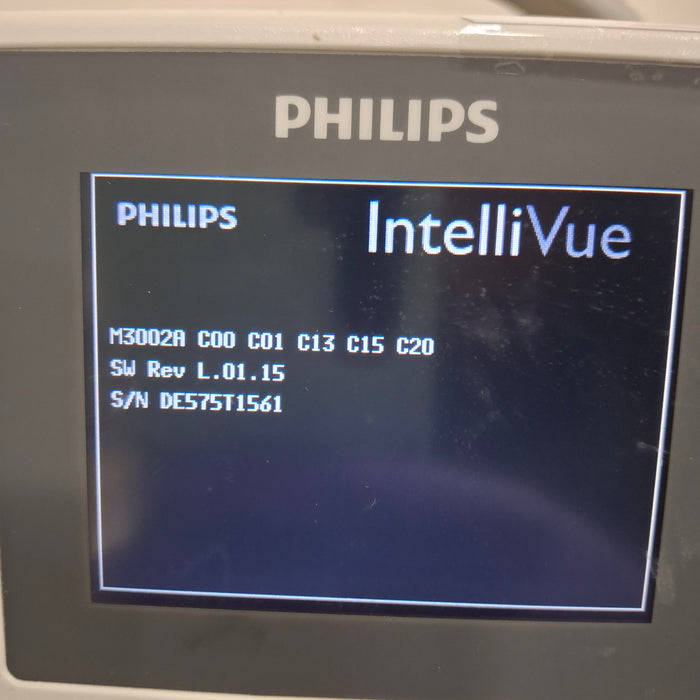 PHILIPS
PHILIPS IntelliVue
M3002A C00 C01 C13 C15 C20
SW Rev L.01.15
S/N DE575T1561